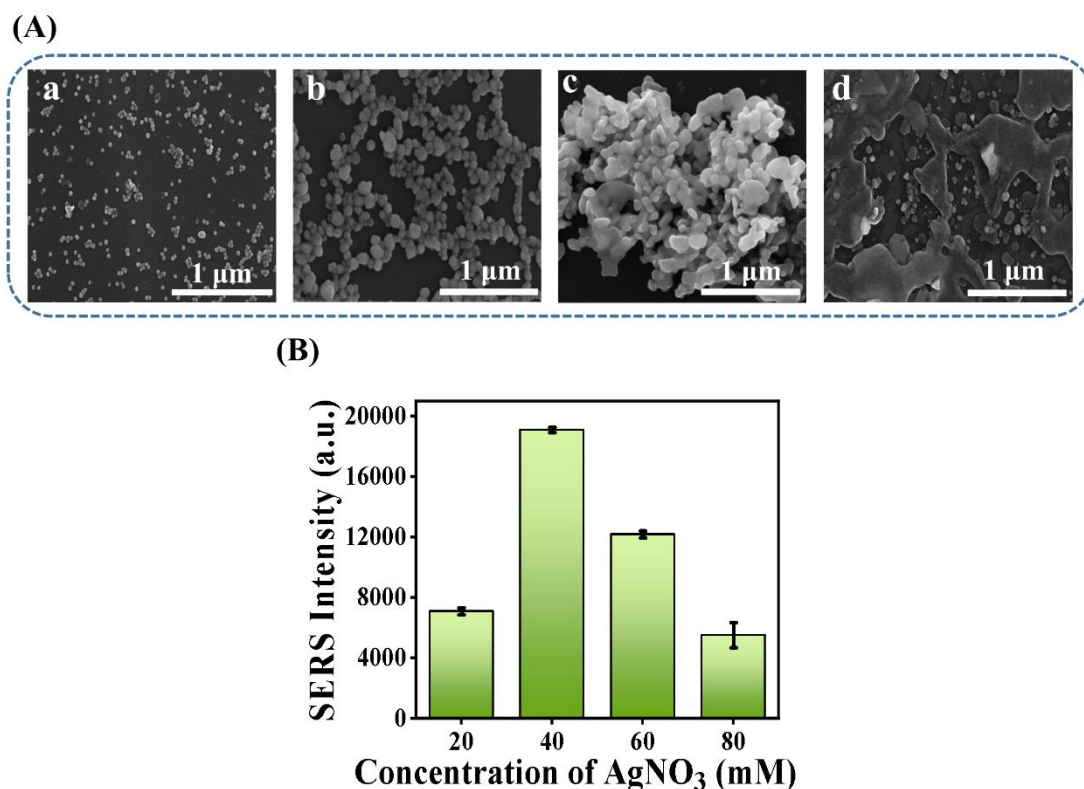 (A)
a
b
c
d
1 μm
1 μm
1 μm
1 μm
(B)
SERS Intensity (a.u.)
20000
16000
12000
8000
4000
0
20
40
60
80
Concentration of AgNO₃ (mM)